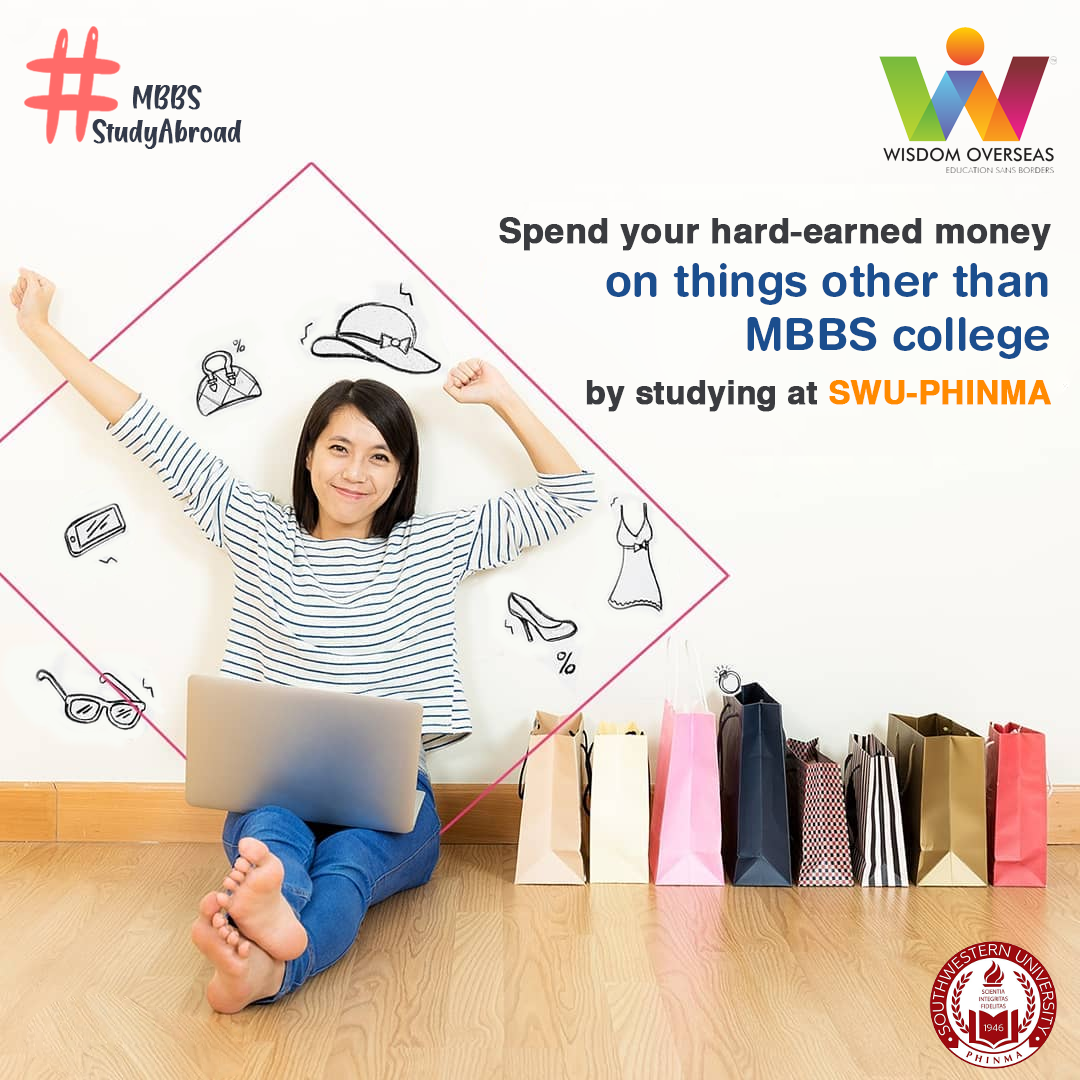 #
MBBS
StudyAbroad
WISDOM OVERSEAS
EDUCATION SANS BORDERS
Spend your hard-earned money
on things other than
MBBS college
by studying at SWU-PHINMA
%
%
SOUTHWESTERN UNIVERSITY
SCIENTIA
INTEGRITAS
FIDELITAS
1946
PHINMA